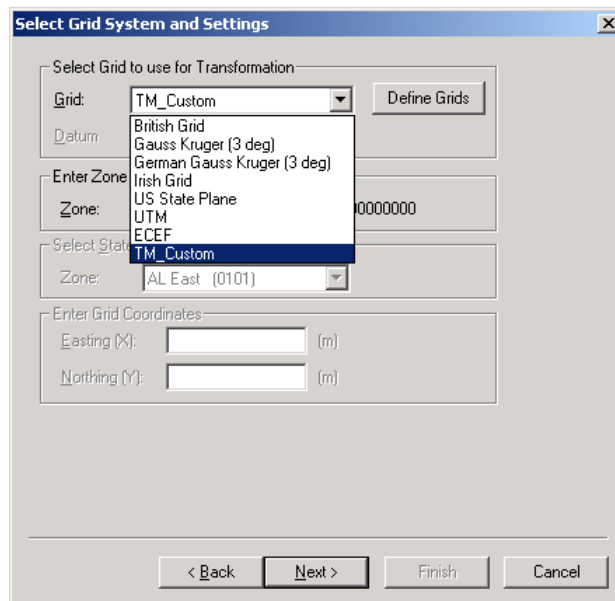 Select Grid System and Settings
Select Grid to use for Transformation
Grid:
TM_Custom
Define Grids
Datum
British Grid
Gauss Kruger (3 deg)
German Gauss Kruger (3 deg)
Irish Grid
US State Plane
UTM
ECEF
TM_Custom
Enter Zone
Zone:
00000000
Select State
Zone:
AL East (0101)
Enter Grid Coordinates
Easting (X):
(m)
Northing (Y):
(m)
< Back
Next >
Finish
Cancel